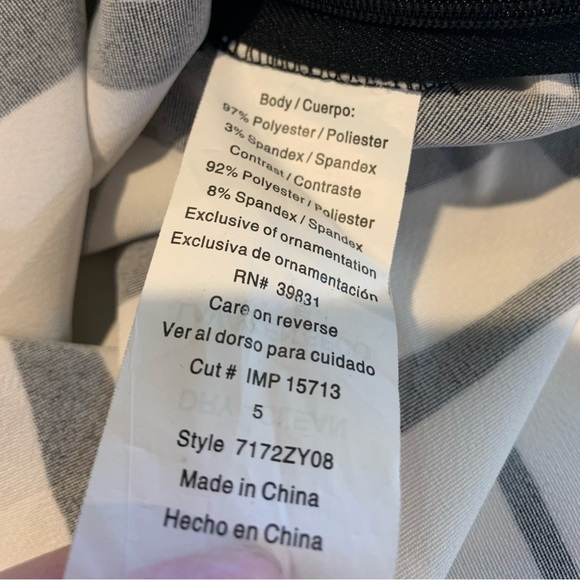 Body / Cuerpo:
97% Polyester / Poliester
3% Spandex / Spandex
Contrast / Contraste
92% Polyester / Poliester
8% Spandex / Spandex
Exclusive of ornamentation
Exclusiva de ornamentación
RN# 39831
Care on reverse
Ver al dorso para cuidado
Cut # IMP 15713
5
Style 7172ZY08
Made in China
Hecho en China
DRY CLEAN